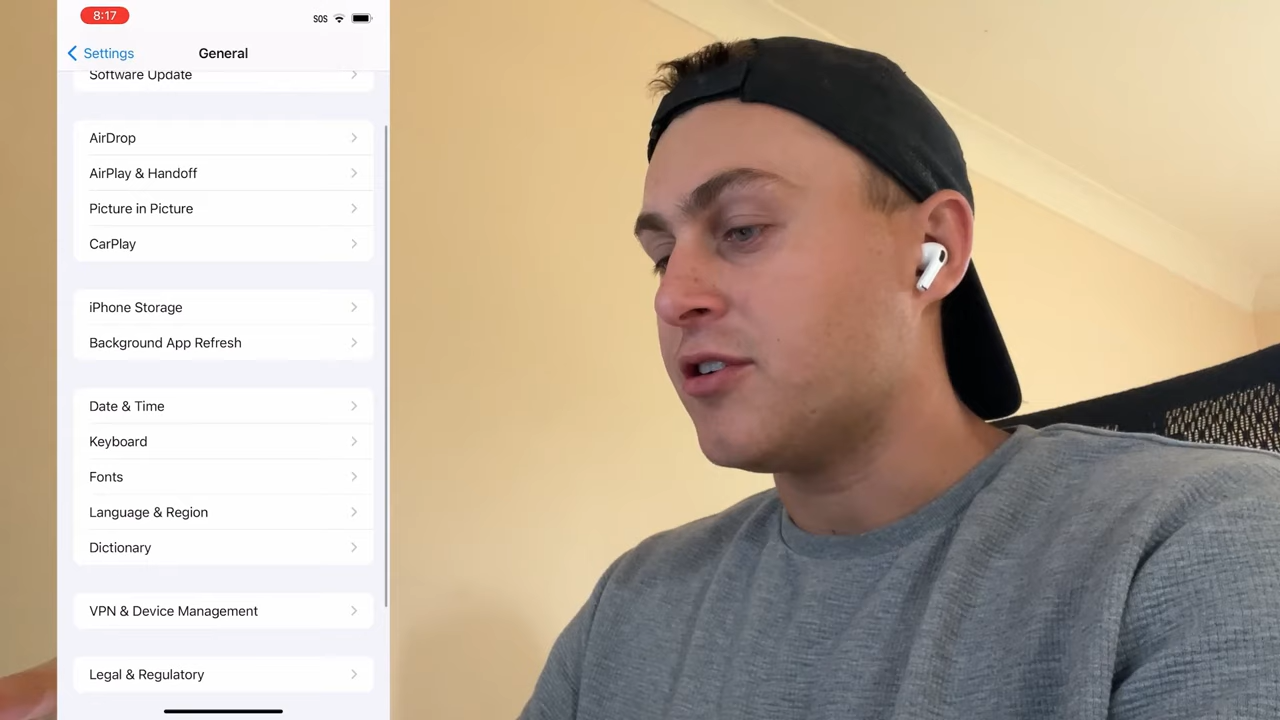 8:17
SOS
Settings
General
Software Update
AirDrop
AirPlay & Handoff
Picture in Picture
CarPlay
iPhone Storage
Background App Refresh
Date & Time
Keyboard
Fonts
Language & Region
Dictionary
VPN & Device Management
Legal & Regulatory